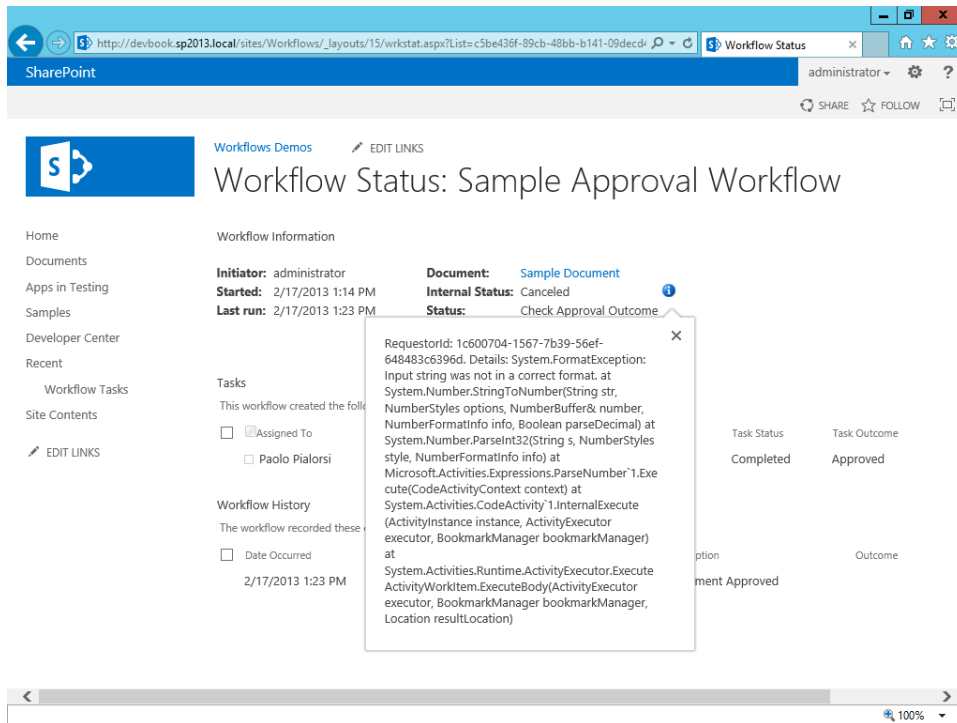 http://devbook.sp2013.local/sites/Workflows/_layouts/15/wrkstat.aspx?List=c5be436f-89cb-48bb-b141-09decd
Workflow Status
SharePoint
administrator
?
SHARE
FOLLOW
S
Workflows Demos
EDIT LINKS
Workflow Status: Sample Approval Workflow
Home
Documents
Apps in Testing
Samples
Developer Center
Recent
Workflow Tasks
Site Contents
EDIT LINKS
Workflow Information
Initiator: administrator
Document: Sample Document
Started: 2/17/2013 1:14 PM
Internal Status: Canceled
Last run: 2/17/2013 1:23 PM
Status: Check Approval Outcome
RequestorId: 1c600704-1567-7b39-56ef-
648483c6396d. Details: System.FormatException:
Input string was not in a correct format. at
System.Number.StringToNumber(String str,
NumberStyles options, NumberBuffer& number,
NumberFormatInfo info, Boolean parseDecimal) at
System.Number.ParseInt32(String s, NumberStyles
style, NumberFormatInfo info) at
Microsoft.Activities.Expressions.ParseNumber`1.Exe
cute(CodeActivityContext context) at
System.Activities.CodeActivity`1.InternalExecute
(ActivityInstance instance, ActivityExecutor
executor, BookmarkManager bookmarkManager)
at
System.Activities.Runtime.ActivityExecutor.Execute
ActivityWorkItem.ExecuteBody(ActivityExecutor
executor, BookmarkManager bookmarkManager,
Location resultLocation)
Tasks
This workflow created the
Assigned To
Task Status
Task Outcome
Paolo Pialorsi
Completed
Approved
Workflow History
The workflow recorded these
Date Occurred
ption
Outcome
2/17/2013 1:23 PM
ment Approved
100%